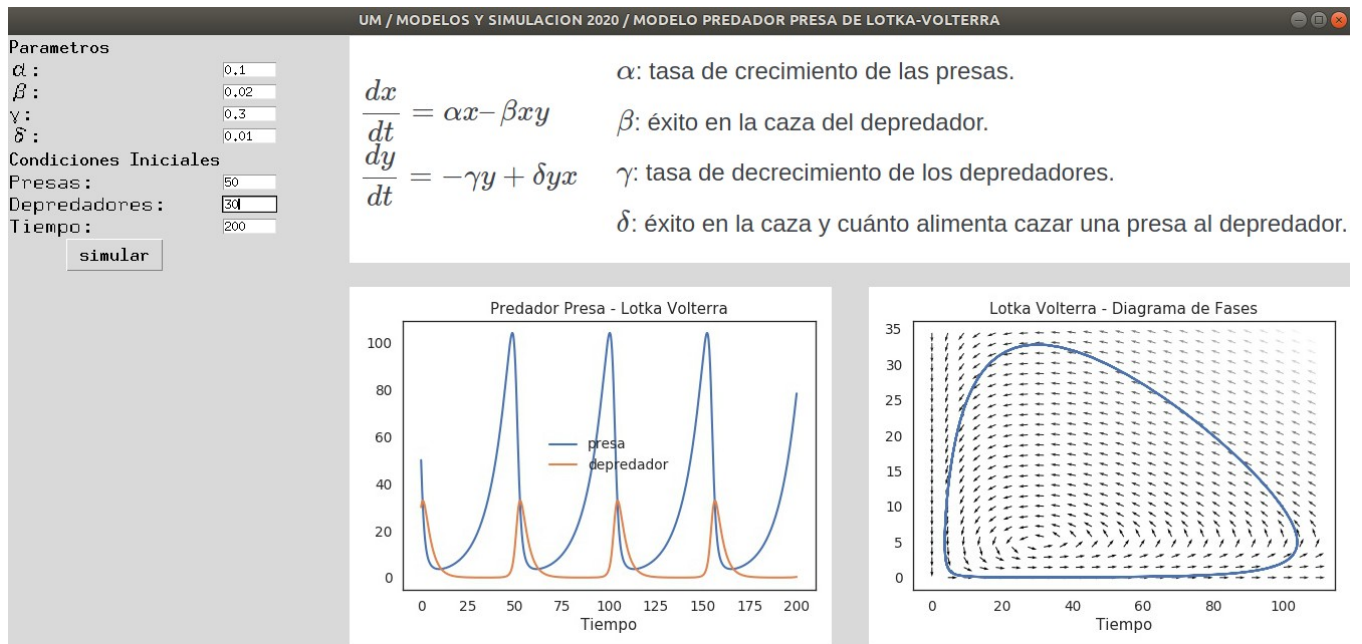 UM / MODELOS Y SIMULACION 2020 / MODELO PREDADOR PRESA DE LOTKA-VOLTERRA
Parametros
α : 0.1
β : 0.02
γ : 0.3
δ : 0.01
Condiciones Iniciales
Presas: 50
Depredadores: 30
Tiempo: 200
simular
dx/dt = αx– βxy
dy/dt = −γy + δyx
α: tasa de crecimiento de las presas.
β: éxito en la caza del depredador.
γ: tasa de decrecimiento de los depredadores.
δ: éxito en la caza y cuánto alimenta cazar una presa al depredador.
Predador Presa - Lotka Volterra
100
80
60
40
20
0
presa
depredador
0 25 50 75 100 125 150 175 200
Tiempo
Lotka Volterra - Diagrama de Fases
35
30
25
20
15
10
5
0
0 20 40 60 80 100
Tiempo